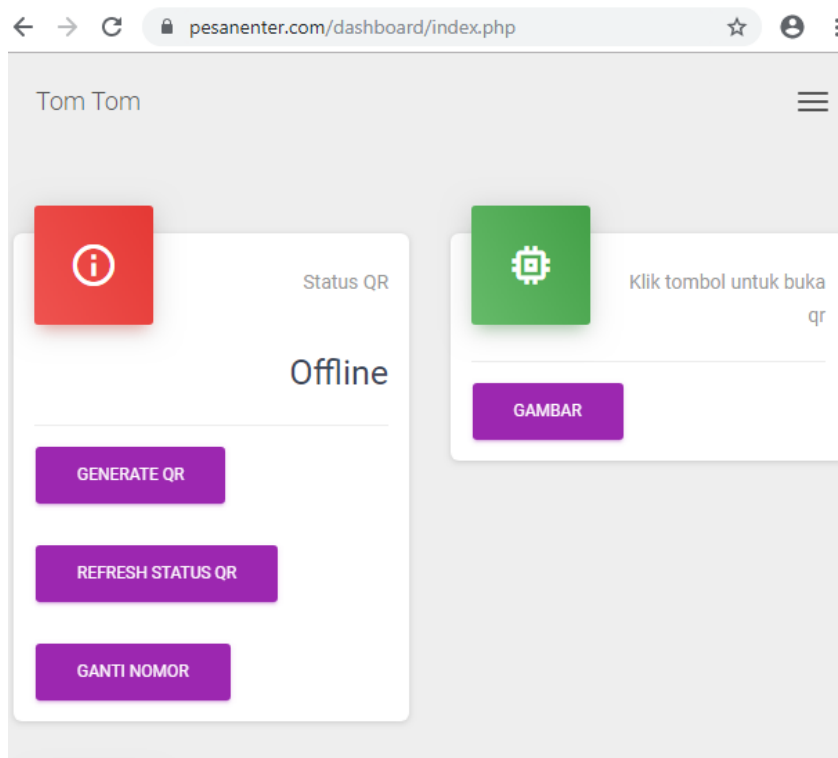 pesanenter.com/dashboard/index.php
Tom Tom
Status QR
Offline
GENERATE QR
REFRESH STATUS QR
GANTI NOMOR
Klik tombol untuk buka
qr
GAMBAR